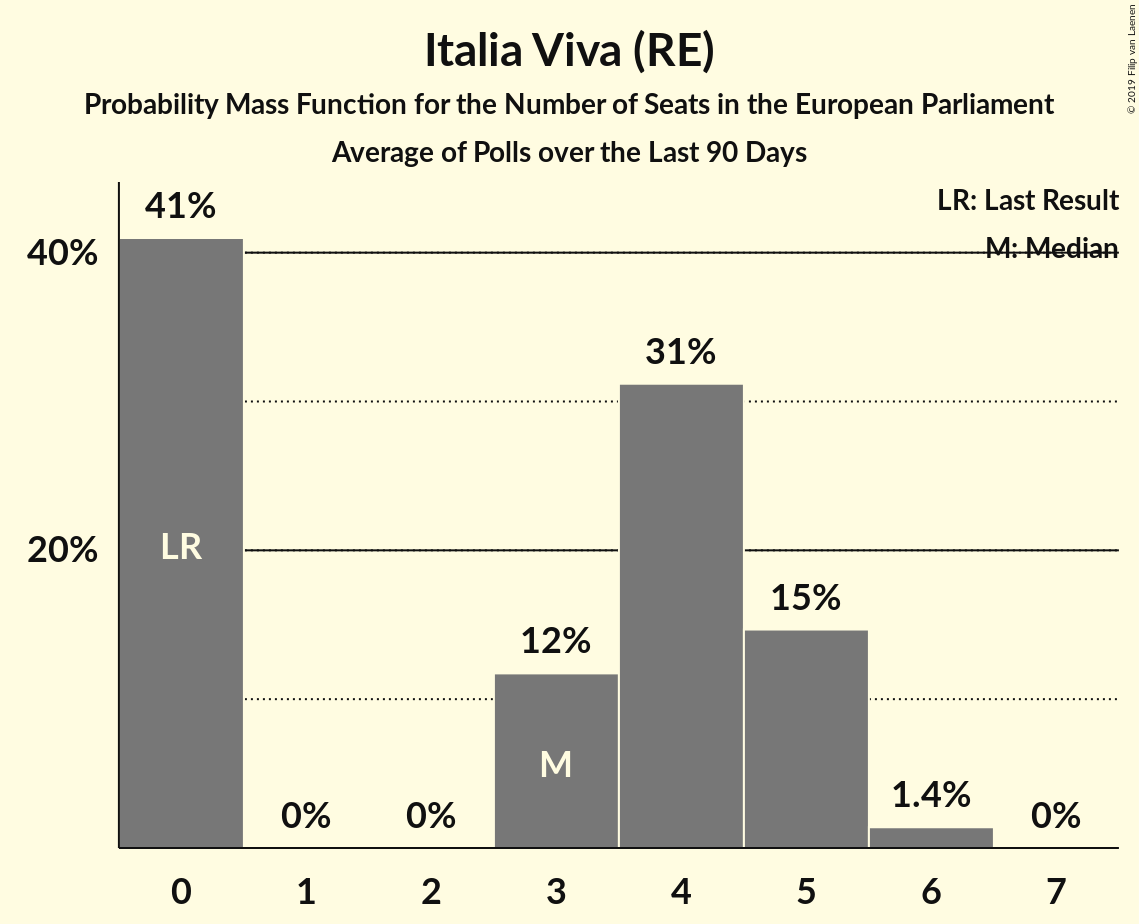 © 2019 Filip van Laenen
Italia Viva (RE)
Probability Mass Function for the Number of Seats in the European Parliament
Average of Polls over the Last 90 Days
LR: Last Result
M: Median
41%
40%
31%
20%
LR
15%
12%
M
1.4%
0%
0%
0%
0 1 2 3 4 5 6 7